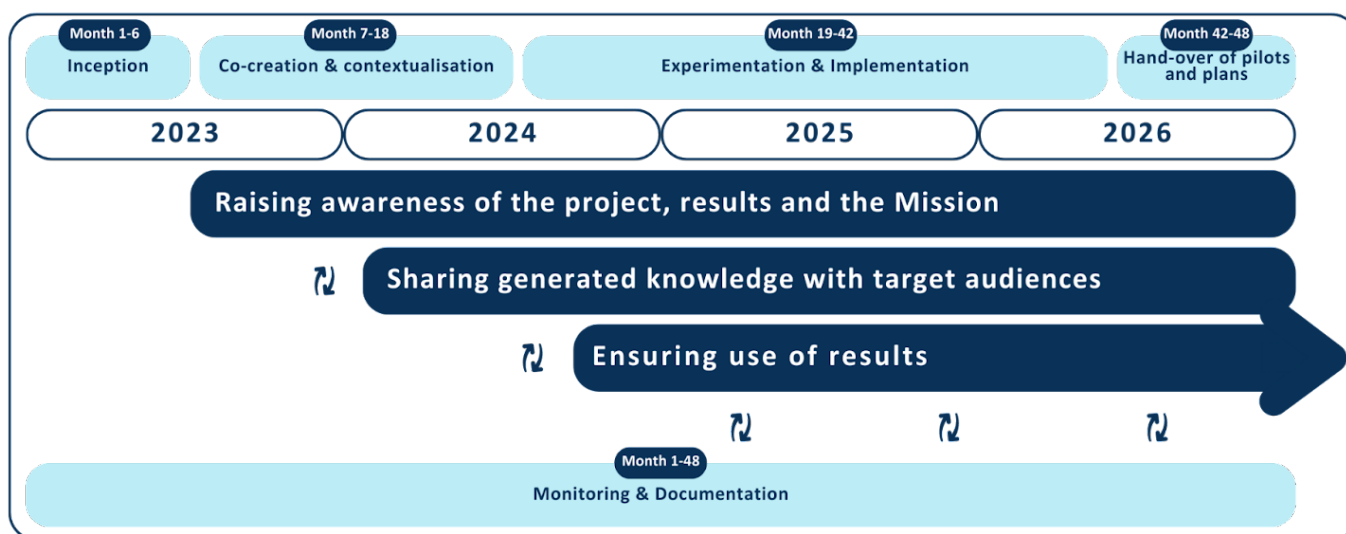 Month 1-6
Inception
Month 7-18
Co-creation & contextualisation
Month 19-42
Experimentation & Implementation
Month 42-48
Hand-over of pilots
and plans
2023
2024
2025
2026
Raising awareness of the project, results and the Mission
Sharing generated knowledge with target audiences
Ensuring use of results
Month 1-48
Monitoring & Documentation